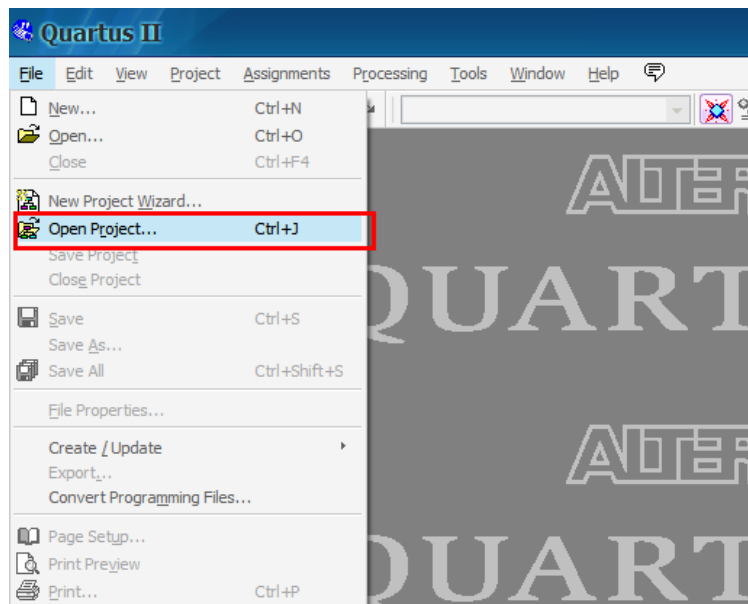 Quartus II
File Edit View Project Assignments Processing Tools Window Help
New... Ctrl+N
Open... Ctrl+O
Close Ctrl+F4
New Project Wizard...
Open Project... Ctrl+J
Save Project
Close Project
Save Ctrl+S
Save As...
Save All Ctrl+Shift+S
File Properties...
Create / Update
Export...
Convert Programming Files...
Page Setup...
Print Preview
Print... Ctrl+P
ALTER
QUART
ALTER
QUART